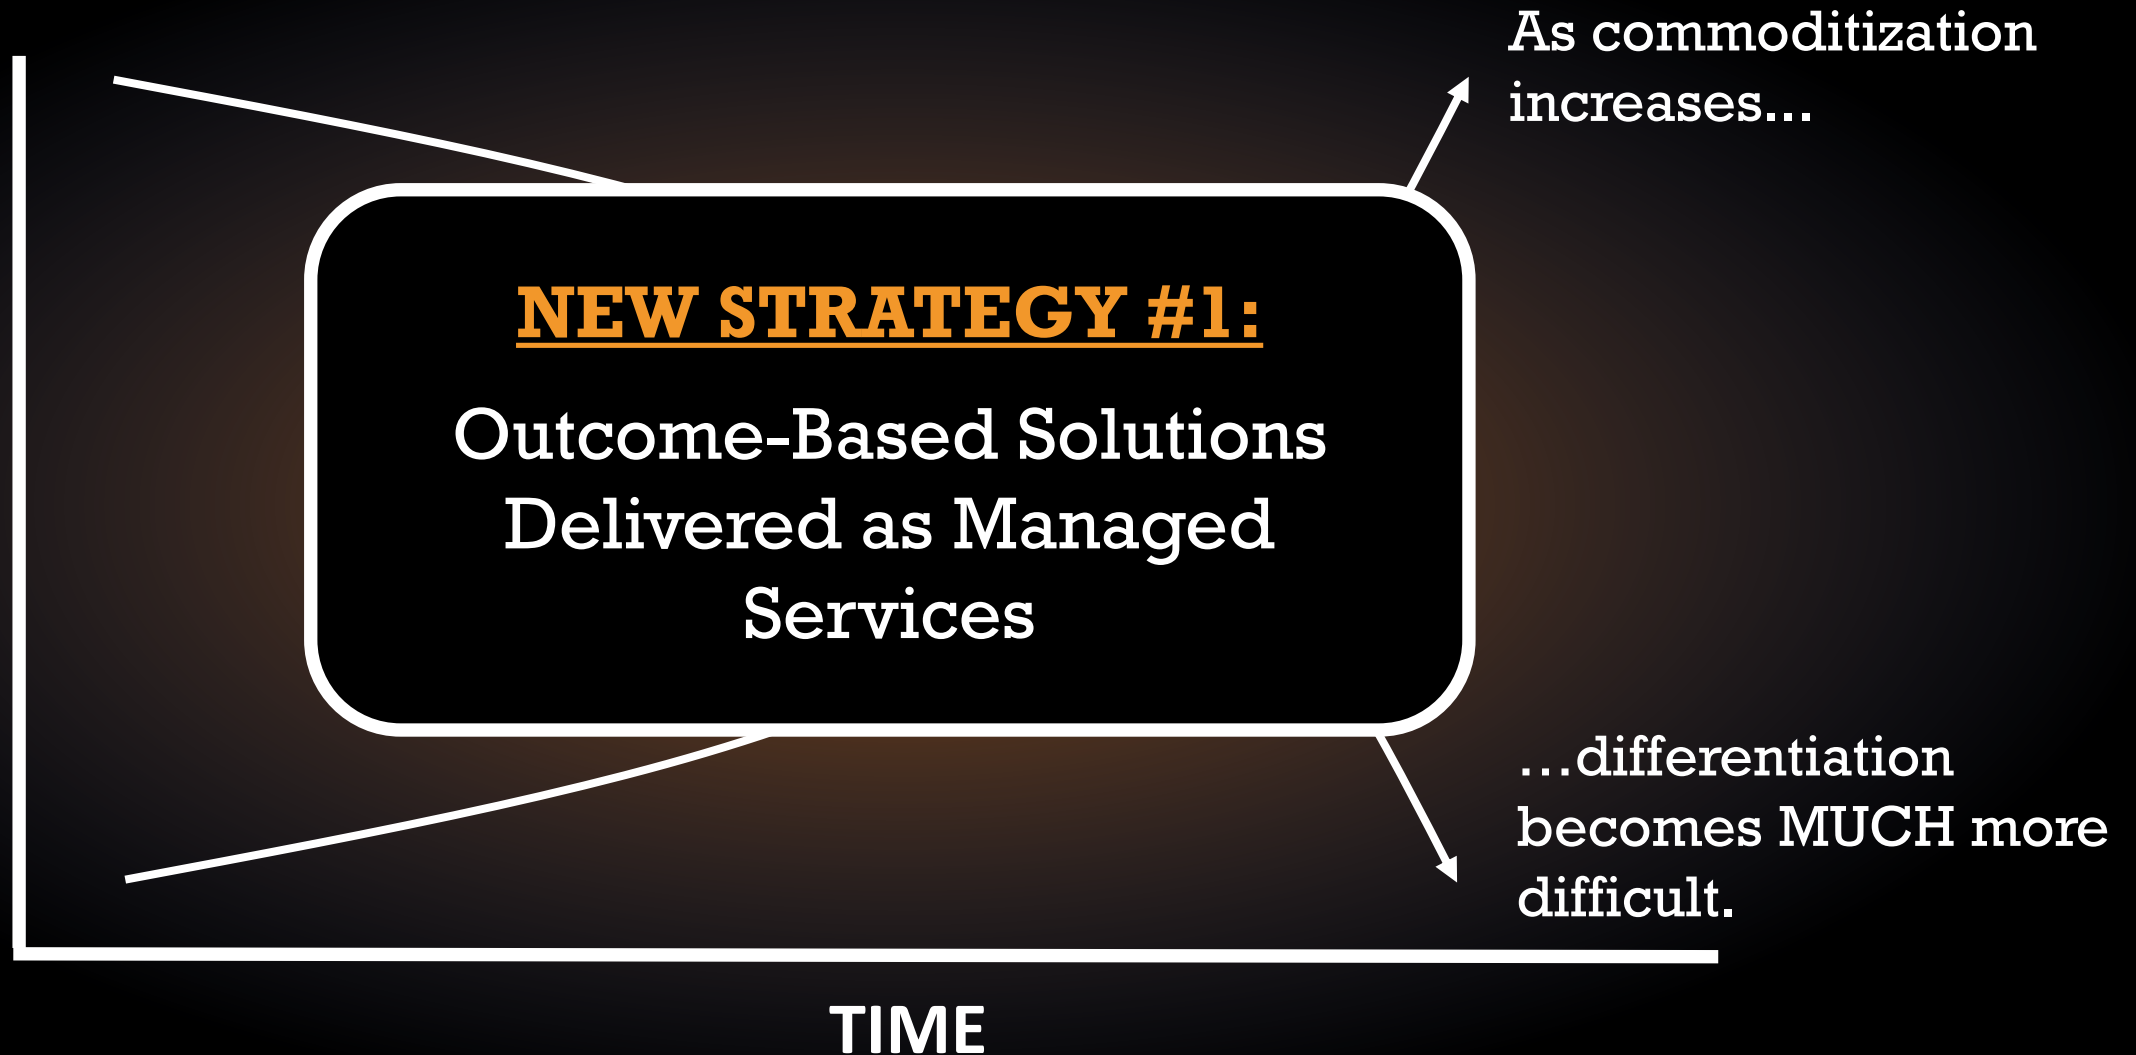 As commoditization
increases...
NEW STRATEGY #1:
Outcome-Based Solutions
Delivered as Managed
Services
...differentiation
becomes MUCH more
difficult.
TIME